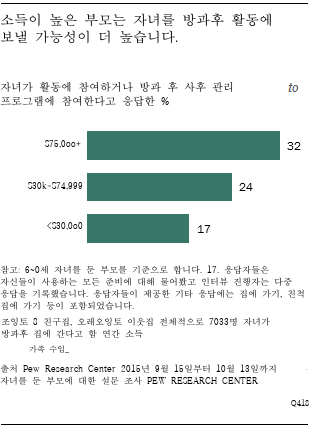 소득이 높은 부모는 자녀를 방과후 활동에
보낼 가능성이 더 높습니다.
자녀가 활동에 참여하거나 방과 후 사후 관리 to
프로그램에 참여한다고 응답한 %
$75,000+ 32
$30k-$74,999 24
<$30,000 17
참고: 6~0세 자녀를 둔 부모를 기준으로 합니다. 17. 응답자들은
자신들이 사용하는 모든 준비에 대해 물어봤고 인터뷰 진행자는 다중
응답을 기록했습니다. 응답자들이 제공한 기타 응답에는 집에 가기, 친척
집에 가기 등이 포함되었습니다.
조잉토 8 친구집, 오레오잉토 이웃집 전체적으로 7033명 자녀가
방과후 집에 간다고 함 연간 소득
가족 수입_
출처 Pew Research Center 2015년 9월 15일부터 10월 13일까지
자녀를 둔 부모에 대한 설문 조사 PEW RESEARCH CENTER
Q418